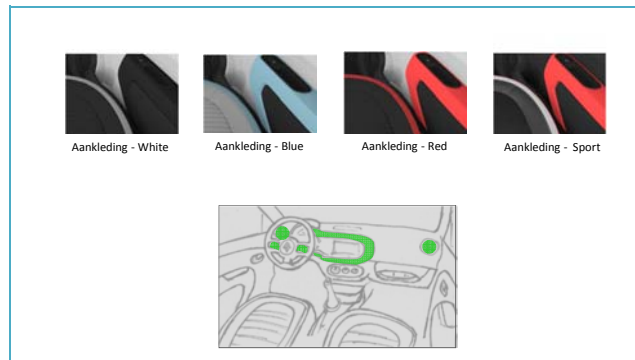 Aankleding - White
Aankleding - Blue
Aankleding - Red
Aankleding - Sport